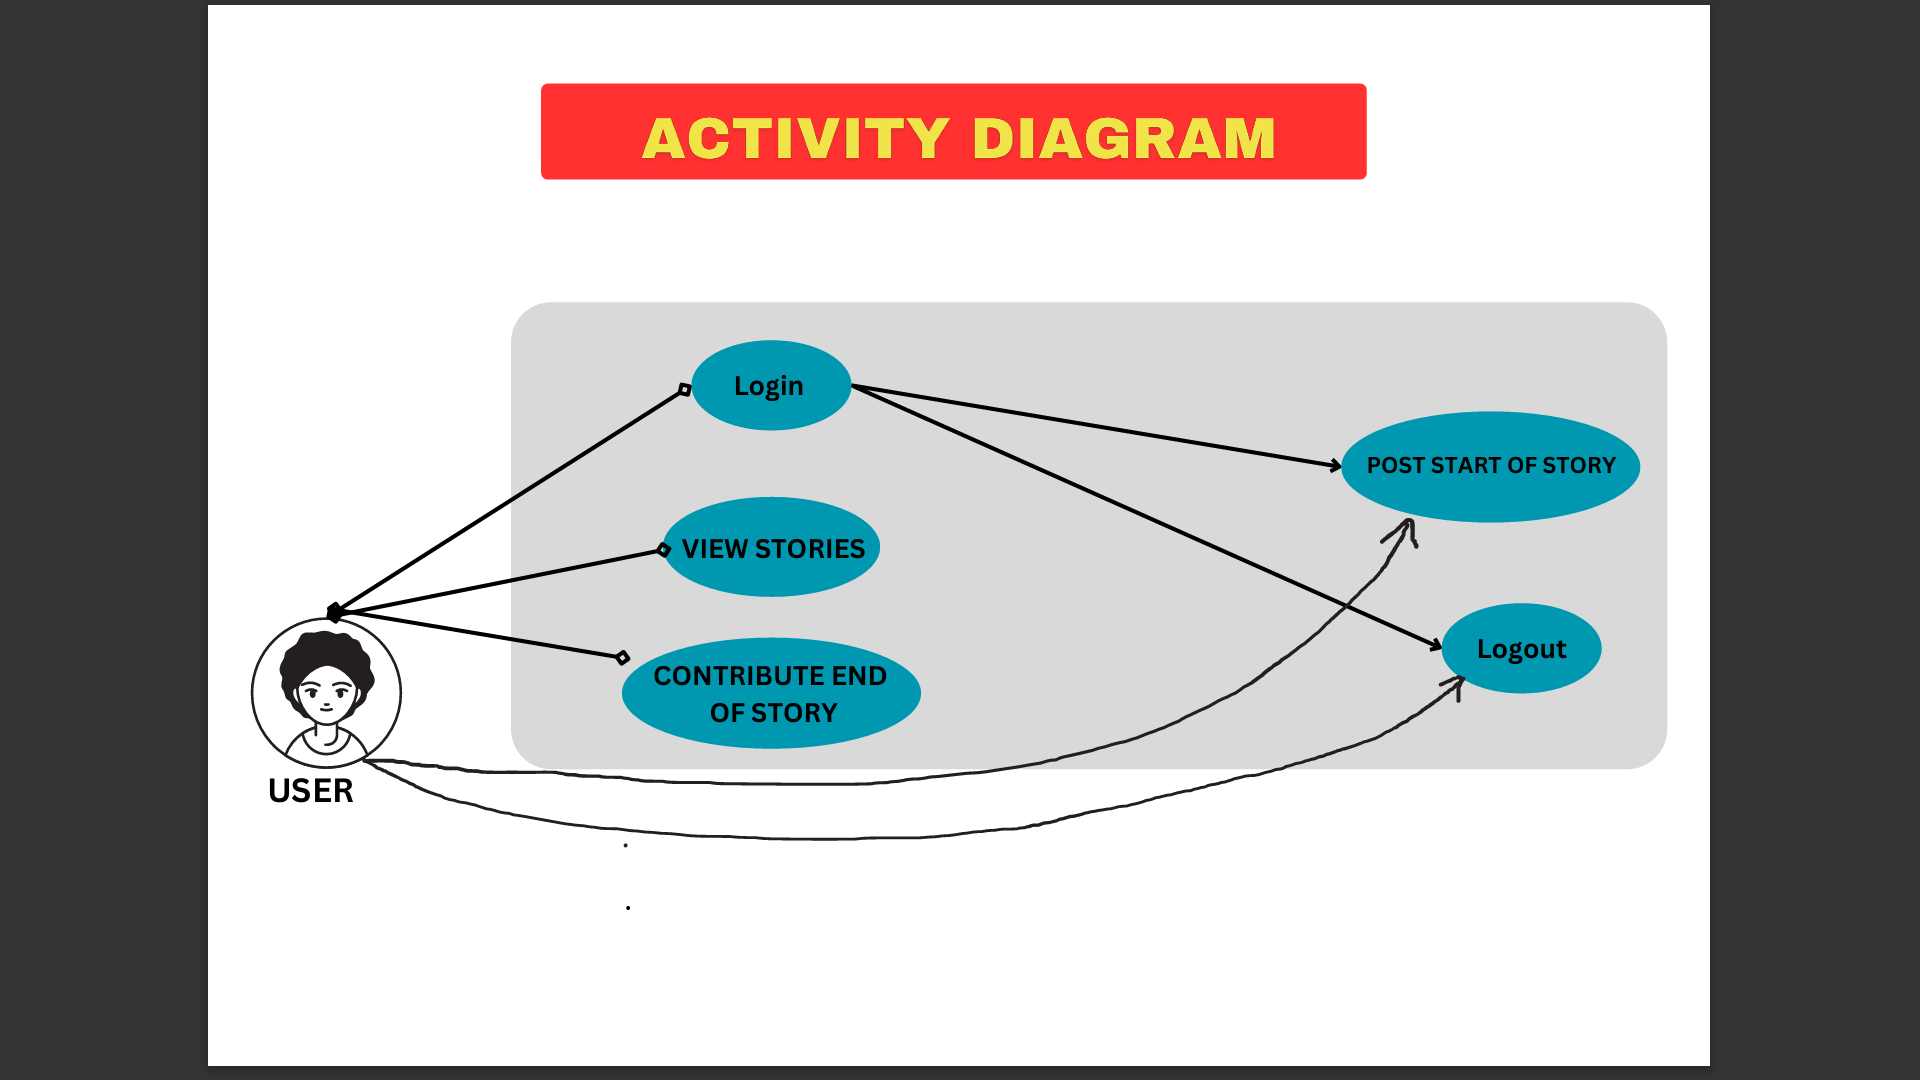 ACTIVITY DIAGRAM
Login
POST START OF STORY
VIEW STORIES
Logout
CONTRIBUTE END
OF STORY
USER